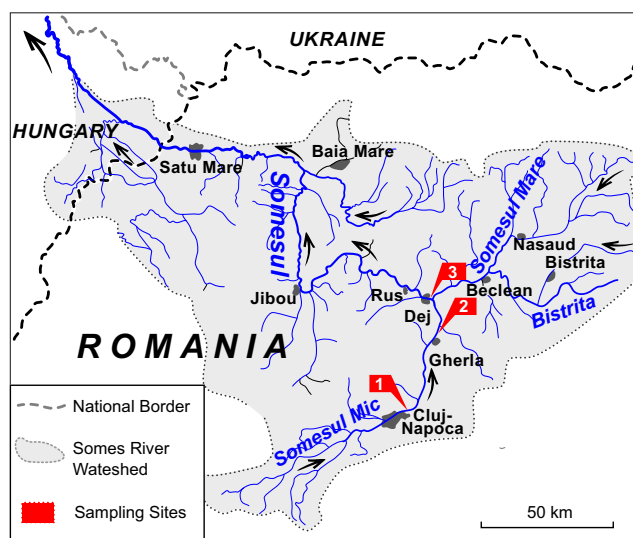 UKRAINE
HUNGARY
Satu Mare
Baia Mare
Somesul
Somesul Mare
Nasaud
Bistrita
3
Jibou
Rus
Beclean
Dej
2
Bistrita
ROMANIA
Gherla
1
Somesul Mic
Cluj-
Napoca
National Border
Somes River
Wateshed
Sampling Sites
50 km